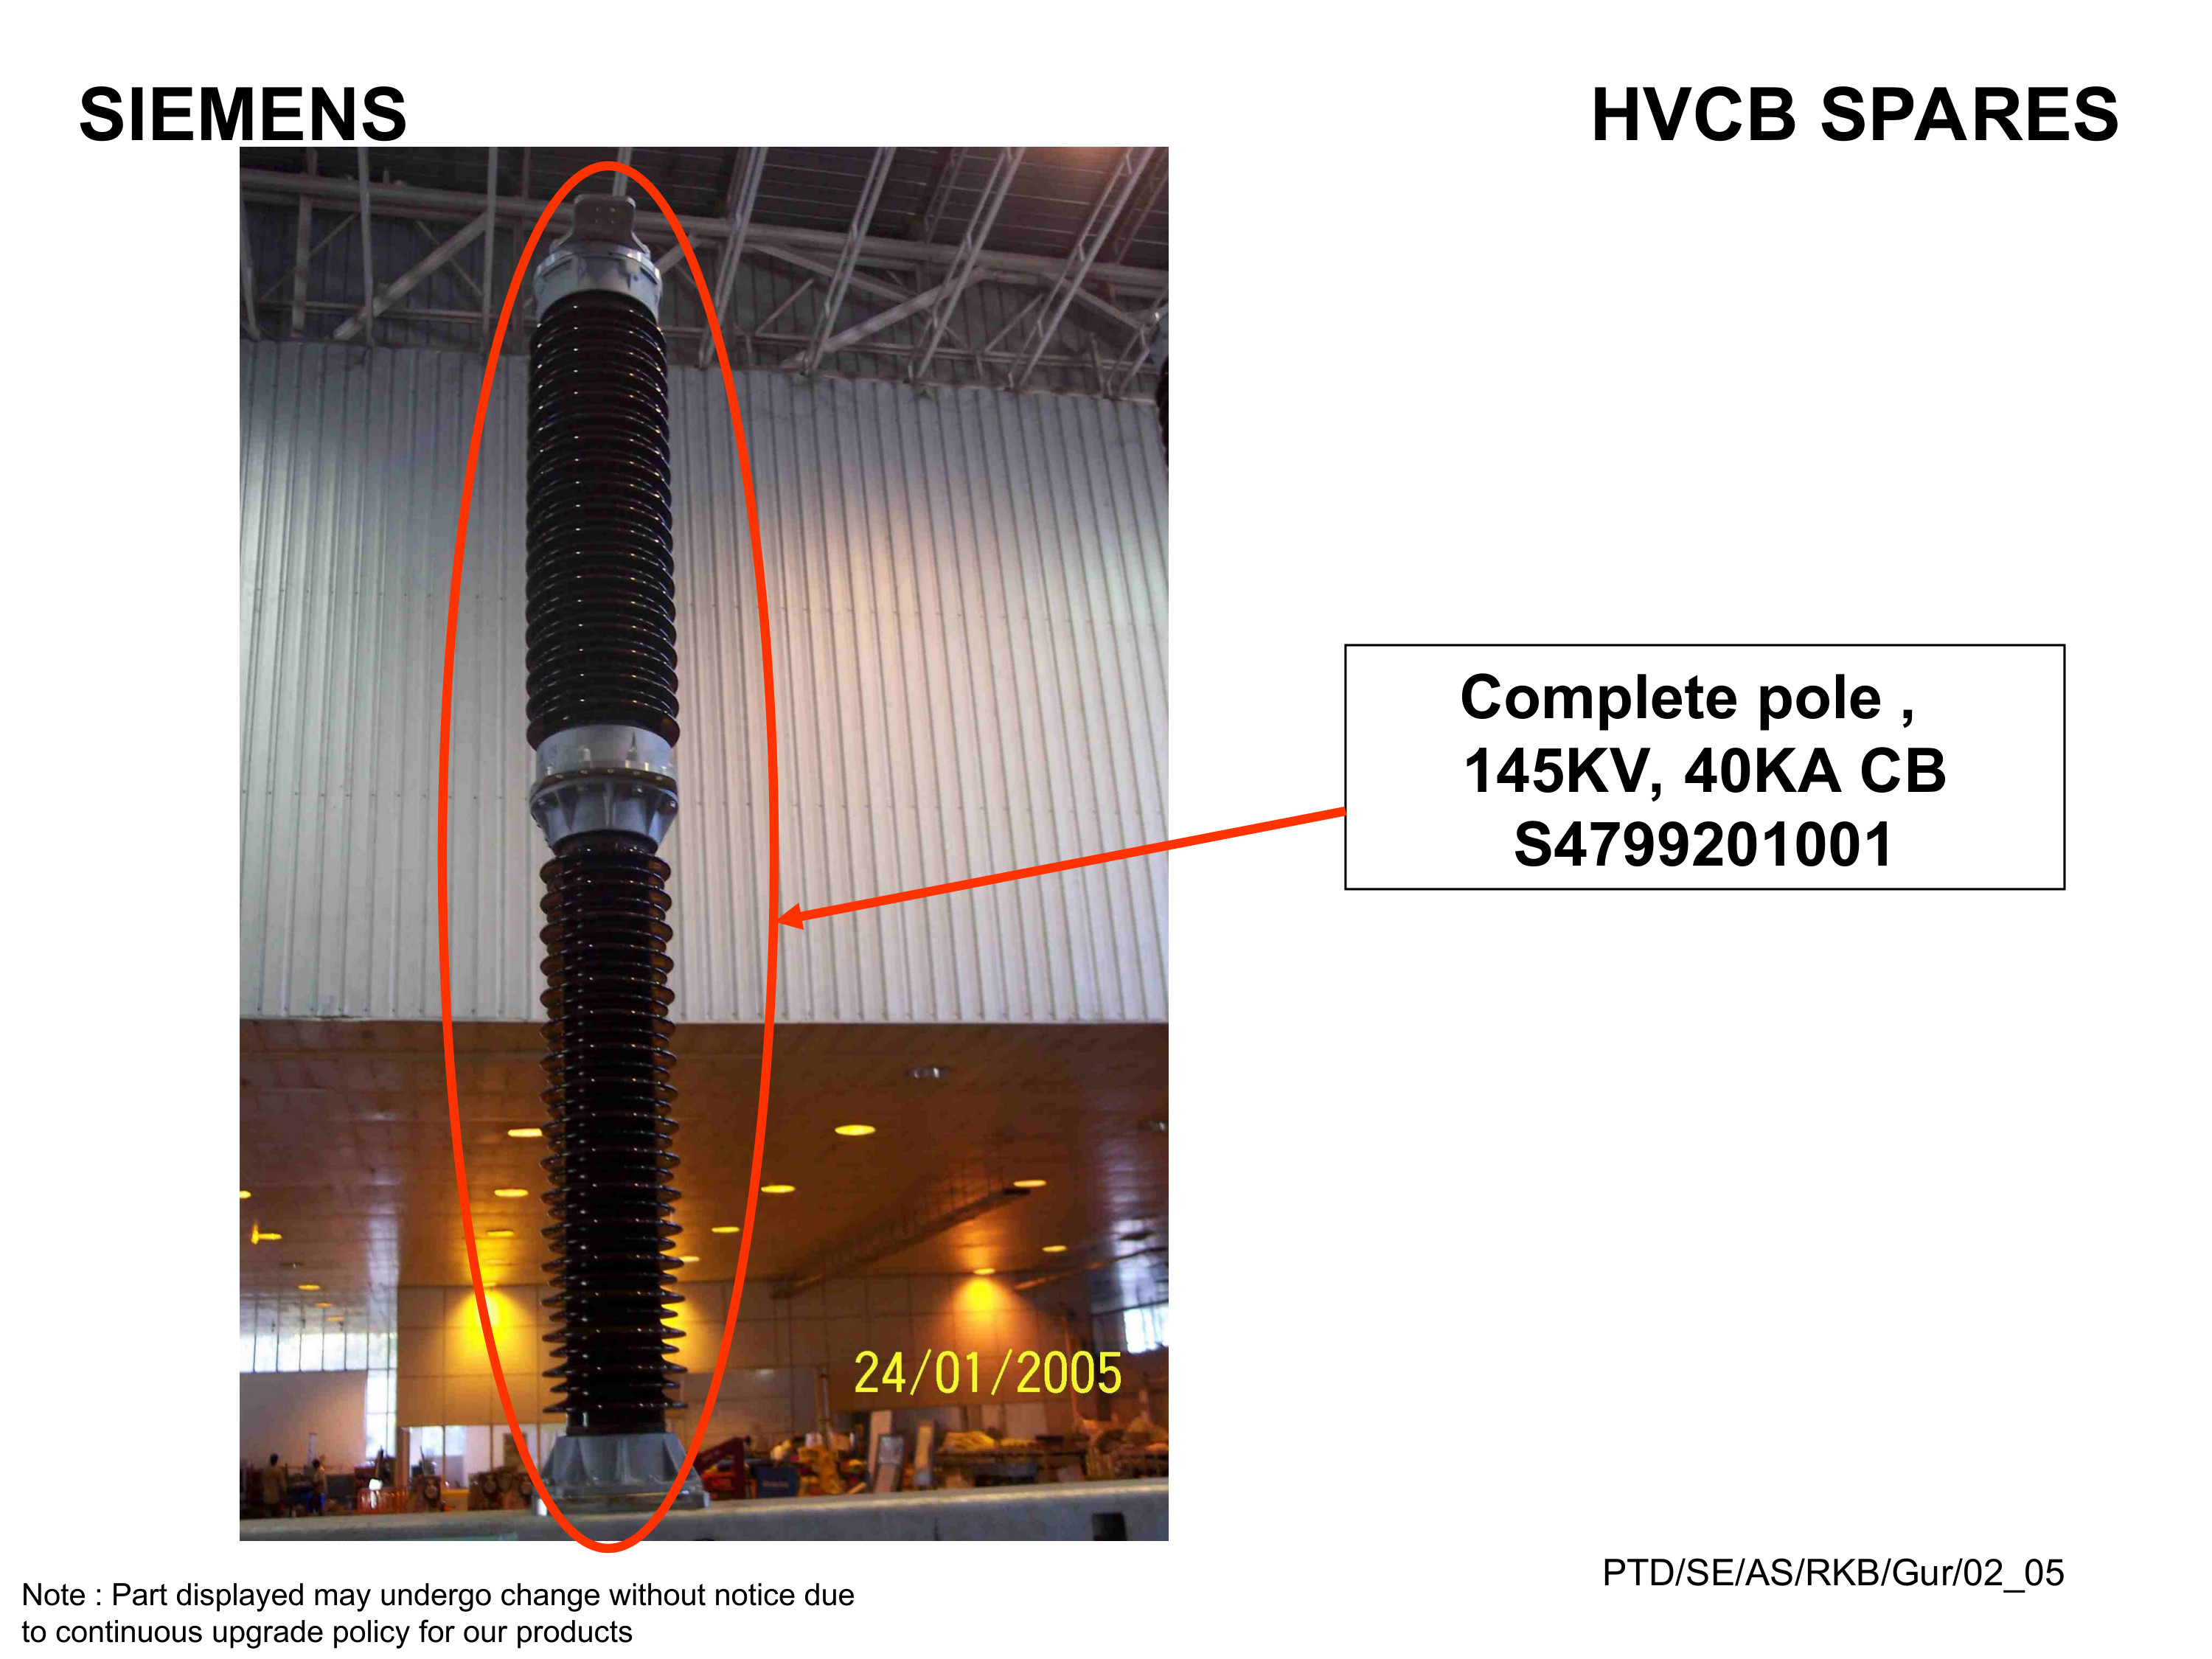 SIEMENS
HVCB SPARES
Complete pole ,
145KV, 40KA CB
S4799201001
24/01/2005
PTD/SE/AS/RKB/Gur/02_05
Note : Part displayed may undergo change without notice due
to continuous upgrade policy for our products